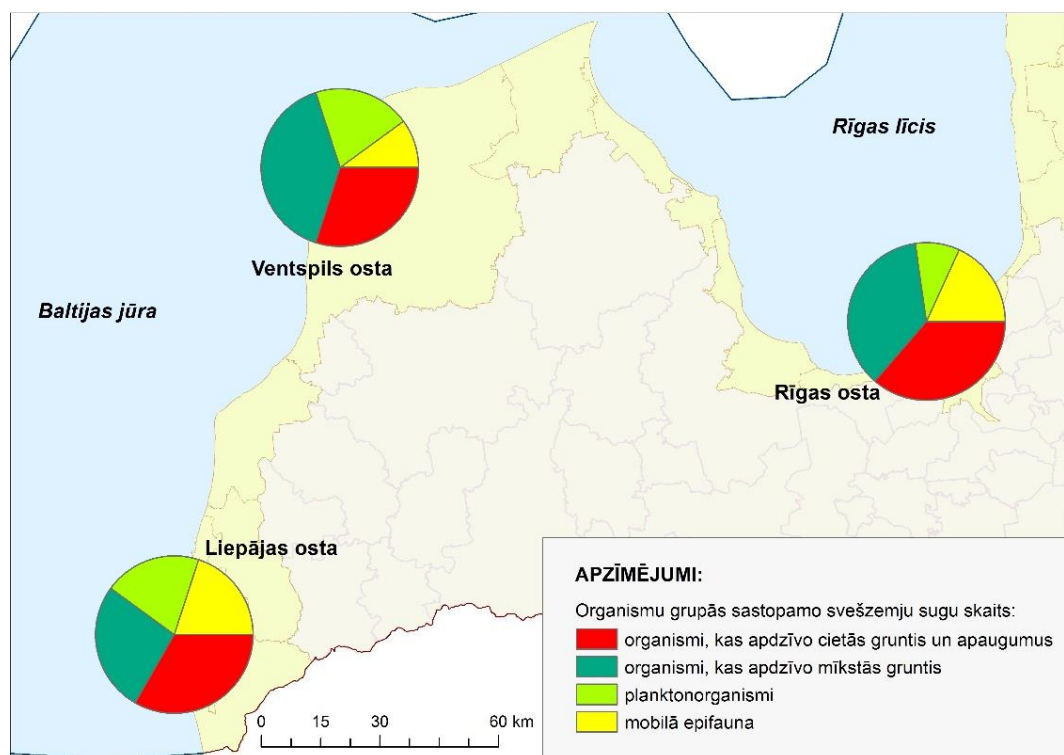 Rīgas līcis
Ventspils osta
Baltijas jūra
Rīgas osta
Liepājas osta
0 15 30 60 km
APZĪMĒJUMI:
Organismu grupās sastopamo svešzemju sugu skaits:
organismi, kas apdzīvo cietās gruntis un apaugumus
organismi, kas apdzīvo mīkstās gruntis
planktonorganismi
mobilā epifauna